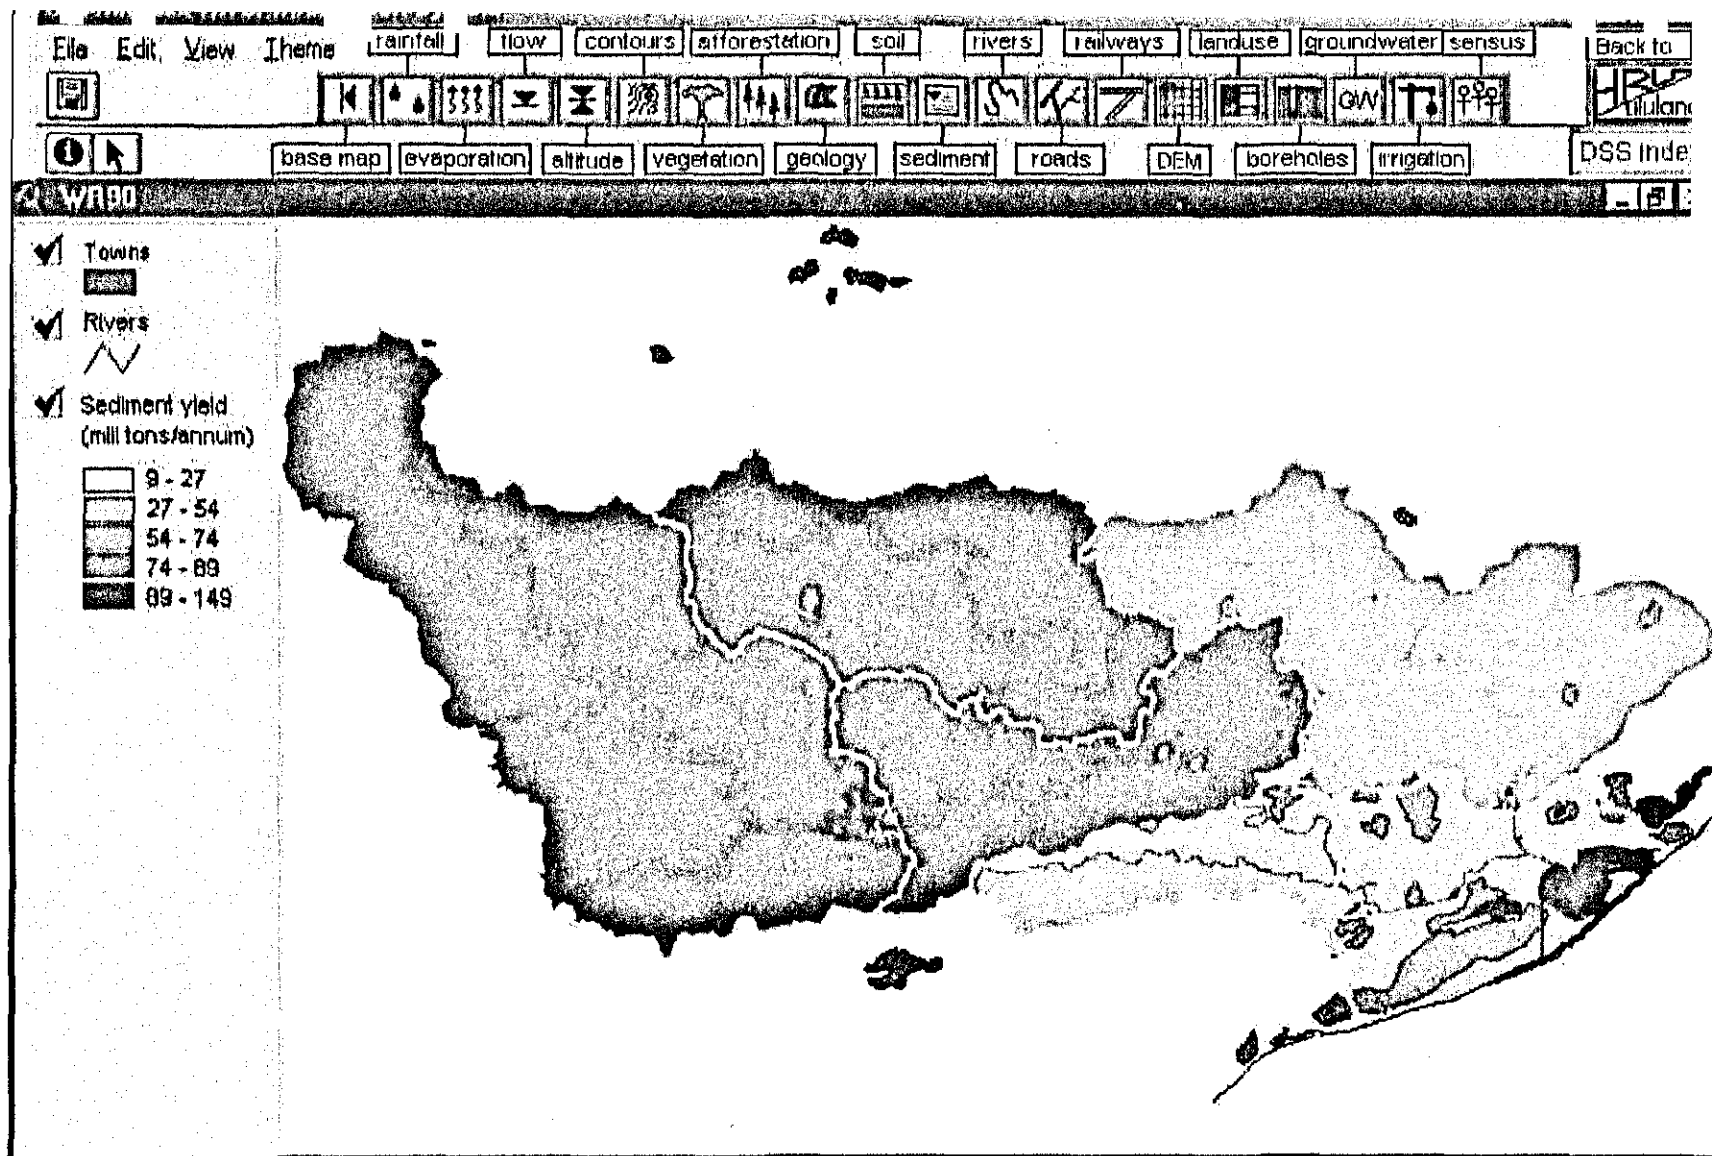 rainfall flow contours afforestation soil rivers railways landuse groundwater sensus
File Edit View Theme
Back to
GW
base map evaporation altitude vegetation geology sediment roads DEM boreholes irrigation
DSS Inde
WR90
Towns
Rivers
Sediment yield
(mill tons/annum)
9 - 27
27 - 54
54 - 74
74 - 89
89 - 149